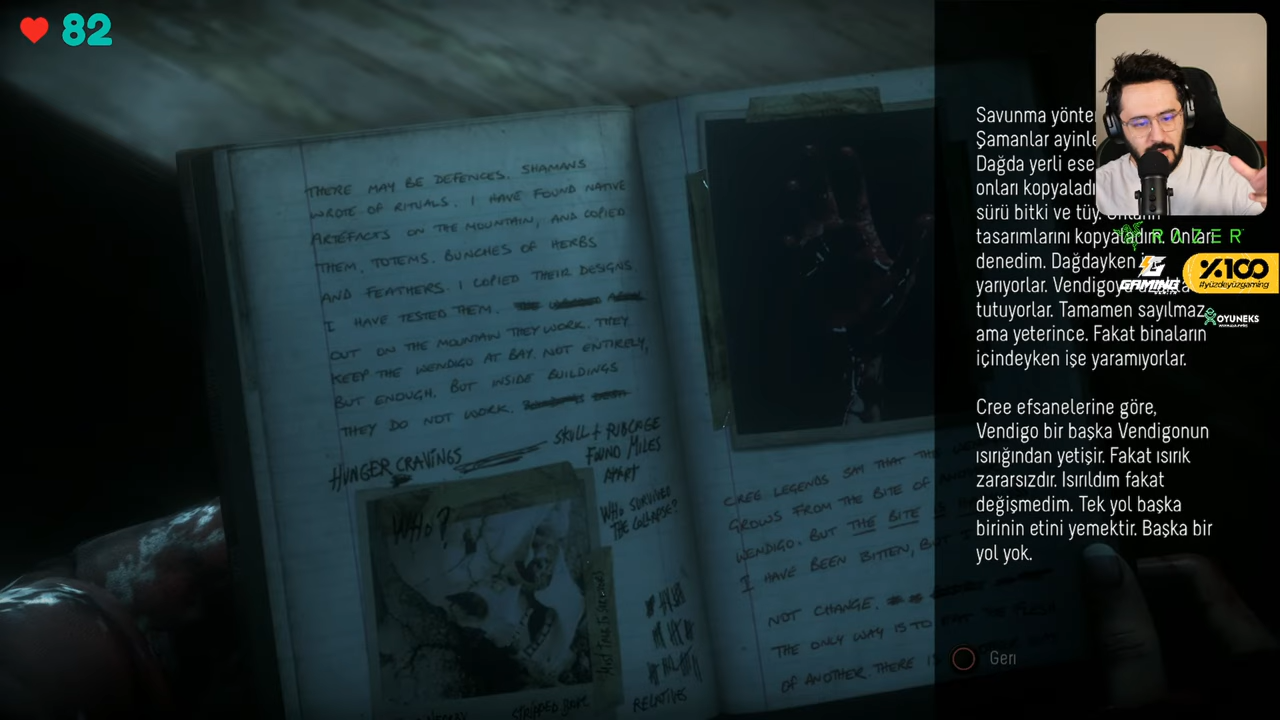 82
THERE MAY BE DEFENCES. SHAMANS
WROTE OF RITUALS. I HAVE FOUND NATIVE
ARTEFACTS ON THE MOUNTAIN, AND COPIED
THEM. TOTEMS. BUNCHES OF HERBS
AND FEATHERS. I COPIED THEIR DESIGNS.
I HAVE TESTED THEM.
OUT ON THE MOUNTAIN THEY WORK. THEY
KEEP THE WENDIGO AT BAY. NOT ENTIRELY,
BUT ENOUGH. BUT INSIDE BUILDINGS
THEY DO NOT WORK.
HUNGER CRAVINGS
SKULL + RIBCAGE
FOUND MILES
APART
WHO?
WHO SURVIVED
THE COLLAPSE?
RELATIVES
STRIPPED BONE
CREE LEGENDS SAY THAT THE
GROWS FROM THE BITE OF
WENDIGO. BUT THE BITE
I HAVE BEEN BITTEN, BUT
NOT CHANGE.
THE ONLY WAY IS TO EAT THE FLESH
OF ANOTHER. THERE
Savunma
Şamanlar
Dağda yerli
onları
sürü bitki ve tüy. Onların
tasarımlarını kopyaladım. Onları
denedim. Dağdayken
yarıyorlar.
tutuyorlar. Tamamen sayılmaz
ama yeterince. Fakat binaların
içindeyken işe yaramıyorlar.
Cree efsanelerine göre,
Vendigo bir başka Vendigonun
ısırığından yetişir. Fakat ısırık
zararsızdır. Isırıldım fakat
değişmedim. Tek yol başka
birinin etini yemektir. Başka bir
yol yok.
Geri
RAZER
GAMING
%100
#yüzdeyüzgaming
OYUNEKS